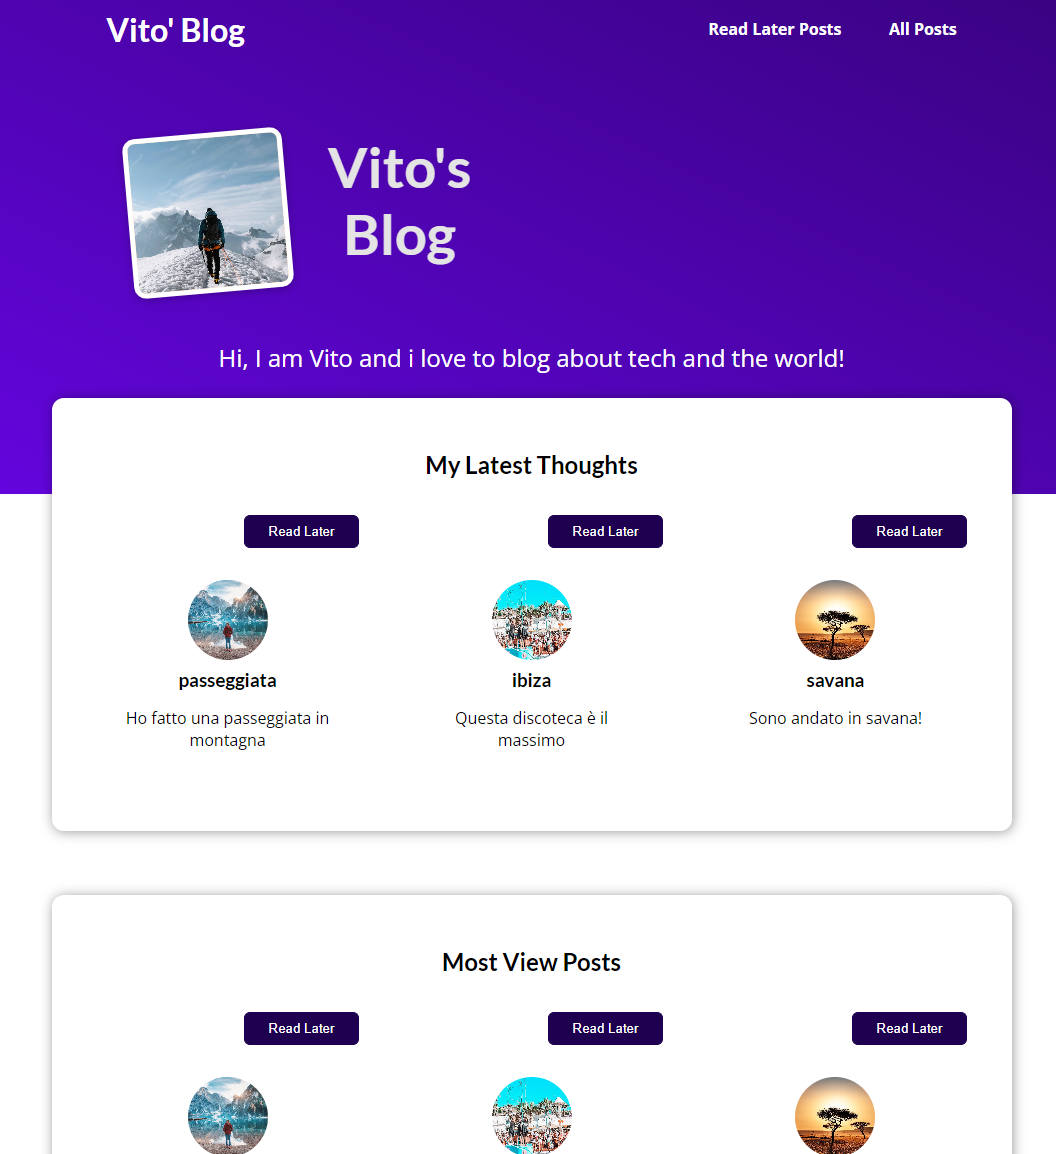 Vito' Blog
Read Later Posts
All Posts
Vito's
Blog
Hi, I am Vito and i love to blog about tech and the world!
My Latest Thoughts
Read Later
Read Later
Read Later
passeggiata
ibiza
savana
Ho fatto una passeggiata in
montagna
Questa discoteca è il
massimo
Sono andato in savana!
Most View Posts
Read Later
Read Later
Read Later